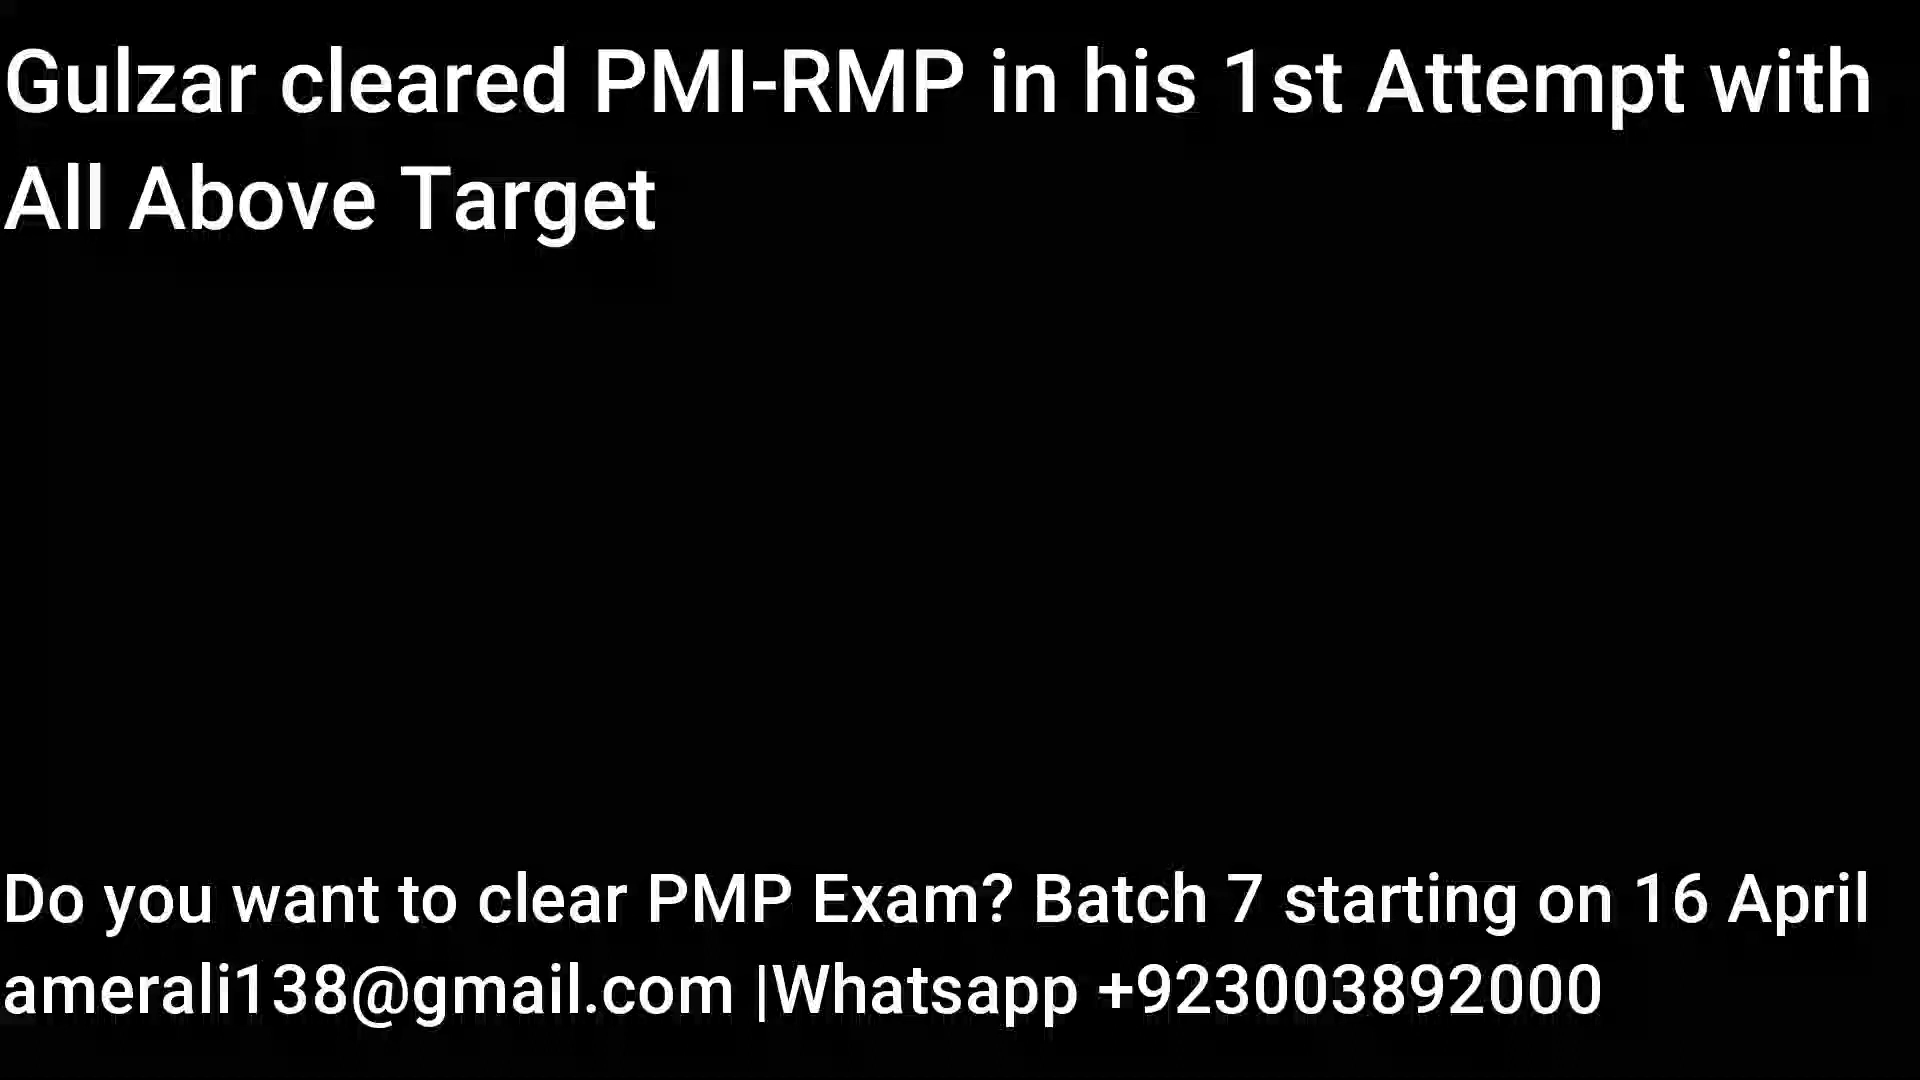 Gulzar cleared PMI-RMP in his 1st Attempt with
All Above Target
Do you want to clear PMP Exam? Batch 7 starting on 16 April
amerali138@gmail.com |Whatsapp +923003892000